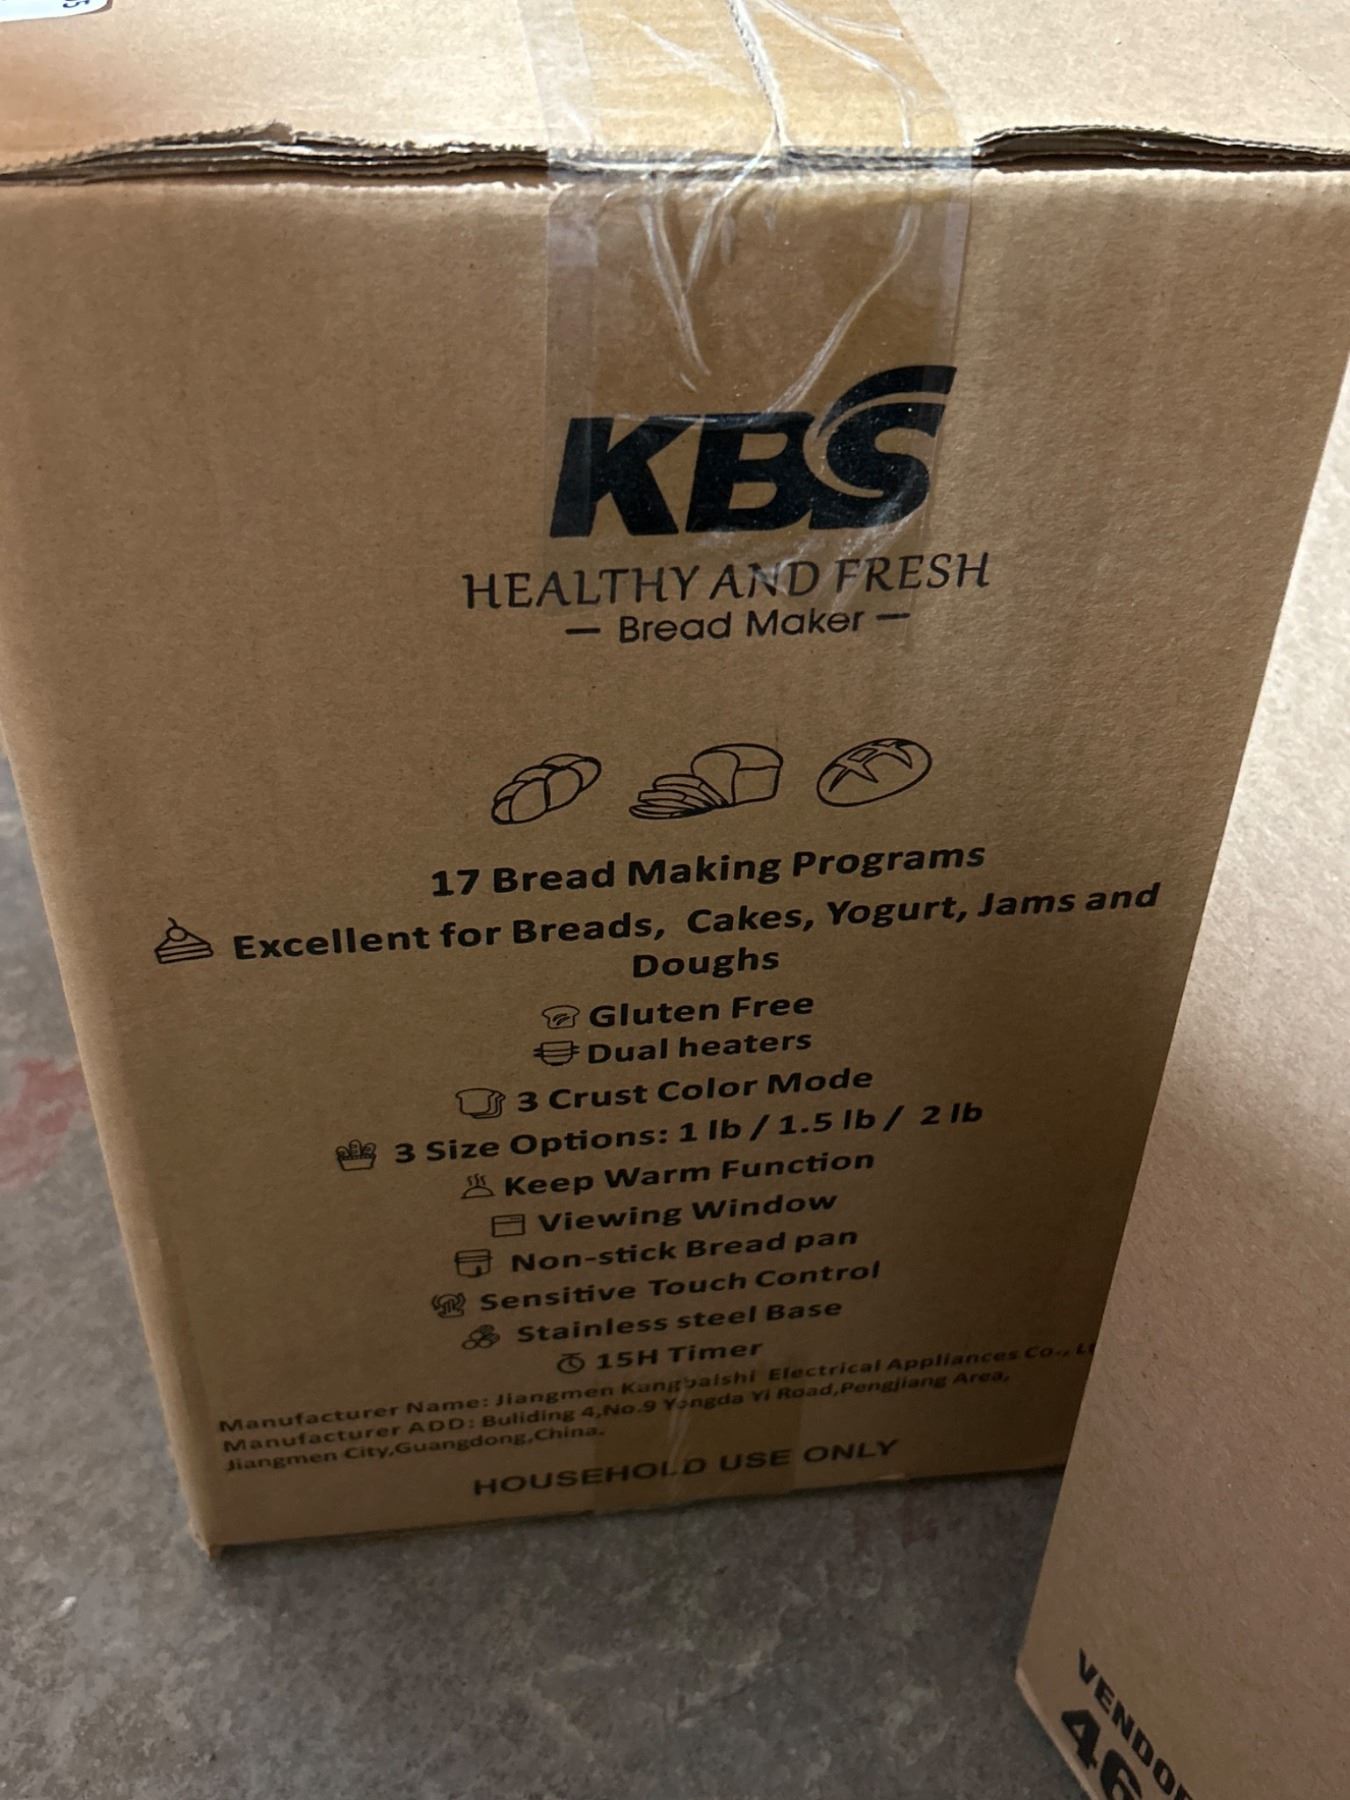 KBS
HEALTHY AND FRESH
— Bread Maker —
17 Bread Making Programs
Excellent for Breads, Cakes, Yogurt, Jams and
Doughs
Gluten Free
Dual heaters
3 Crust Color Mode
3 Size Options: 1 lb / 1.5 lb / 2 lb
Keep Warm Function
Viewing Window
Non-stick Bread pan
Sensitive Touch Control
Stainless steel Base
15H Timer
Manufacturer Name: Jiangmen Kangbaishi Electrical Appliances Co.,
Manufacturer ADD: Buliding 4,No.9 Yongda Yi Road,Pengjiang Area,
Jiangmen City,Guangdong,China.
HOUSEHOLD USE ONLY
46